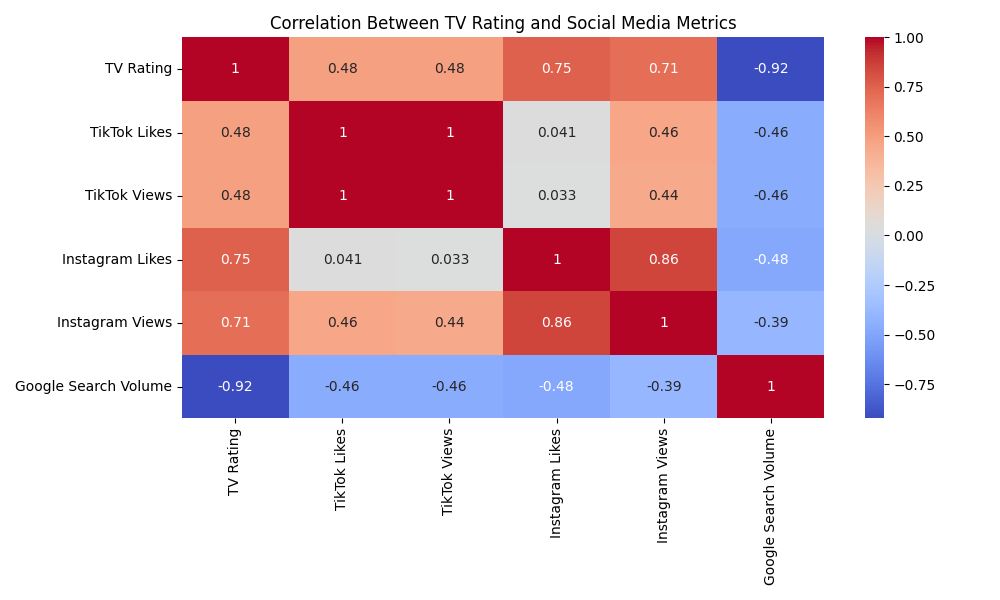 Correlation Between TV Rating and Social Media Metrics
TV Rating 1 0.48 0.48 0.75 0.71 -0.92
TikTok Likes 0.48 1 1 0.041 0.46 -0.46
TikTok Views 0.48 1 1 0.033 0.44 -0.46
Instagram Likes 0.75 0.041 0.033 1 0.86 -0.48
Instagram Views 0.71 0.46 0.44 0.86 1 -0.39
Google Search Volume -0.92 -0.46 -0.46 -0.48 -0.39 1
TV Rating
TikTok Likes
TikTok Views
Instagram Likes
Instagram Views
Google Search Volume
1.00
0.75
0.50
0.25
0.00
−0.25
−0.50
−0.75